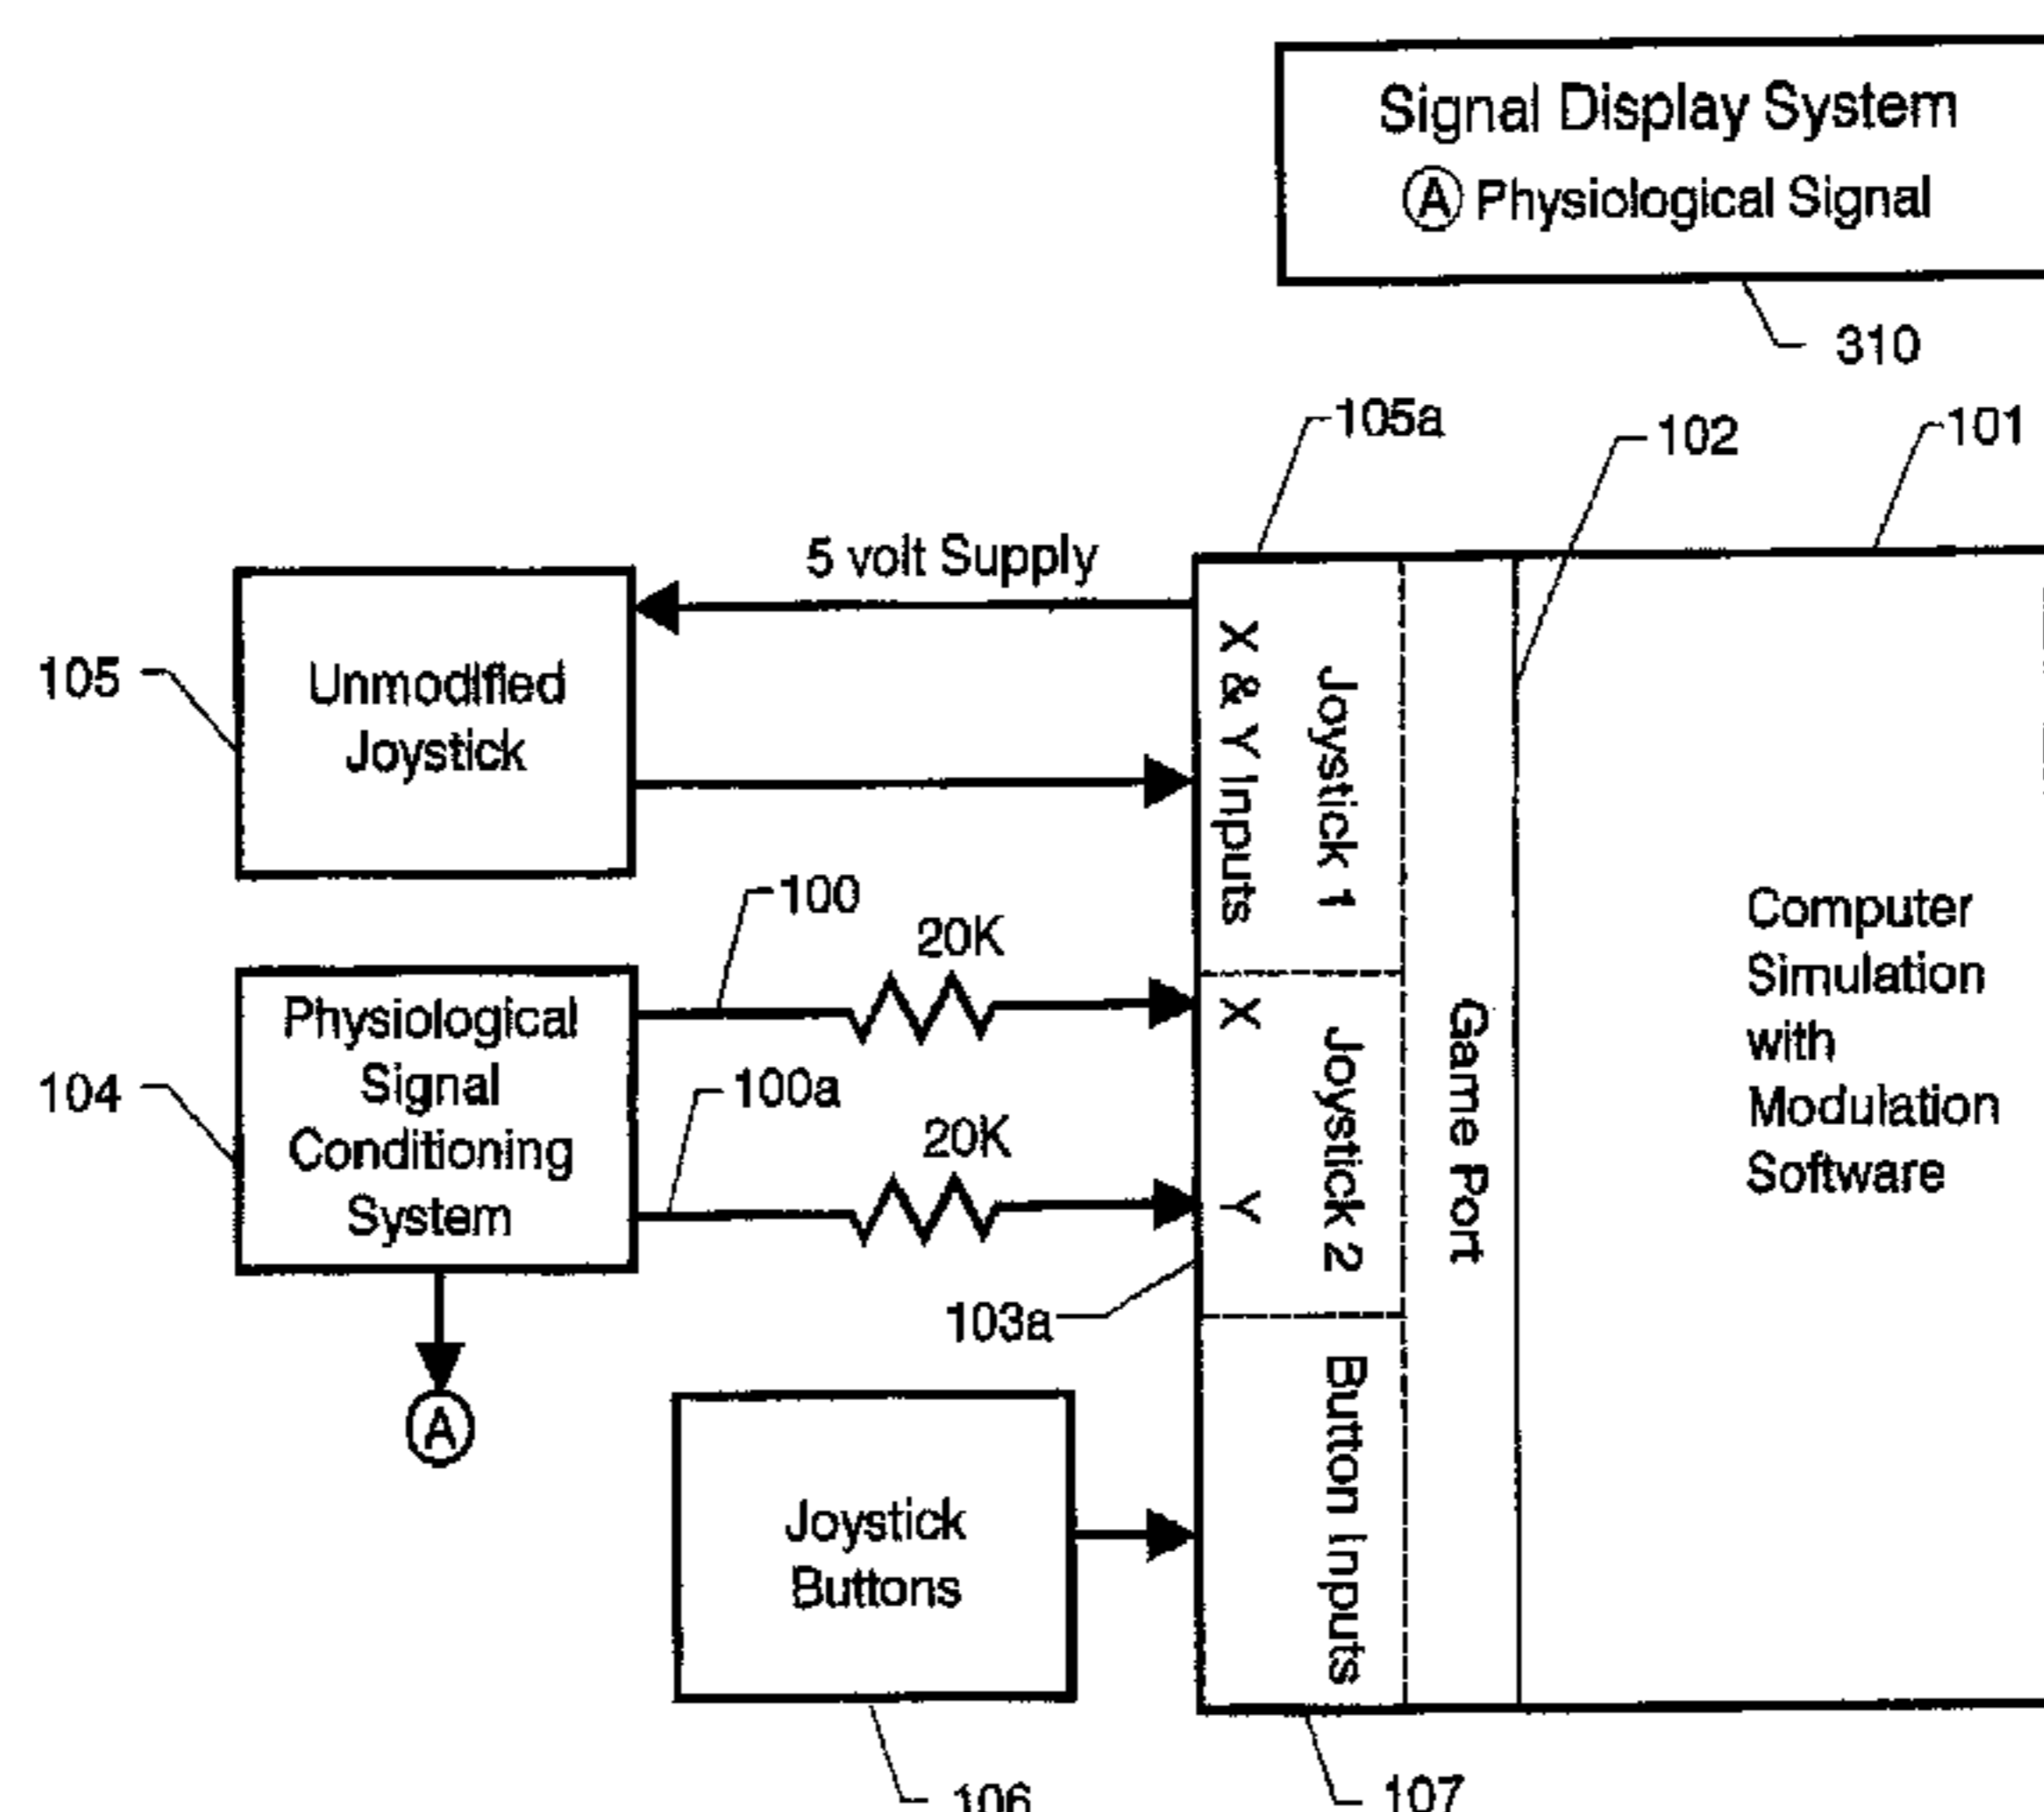 Signal Display System
Ⓐ Physiological Signal
310
105a
102
101
5 volt Supply
105
Unmodified
Joystick
X & Y Inputs
Joystick 1
100
20K
Physiological
Signal
Conditioning
System
104
100a
20K
X
Y
Joystick 2
Game Port
Computer
Simulation
with
Modulation
Software
103a
A
Joystick
Buttons
Button Inputs
106
107